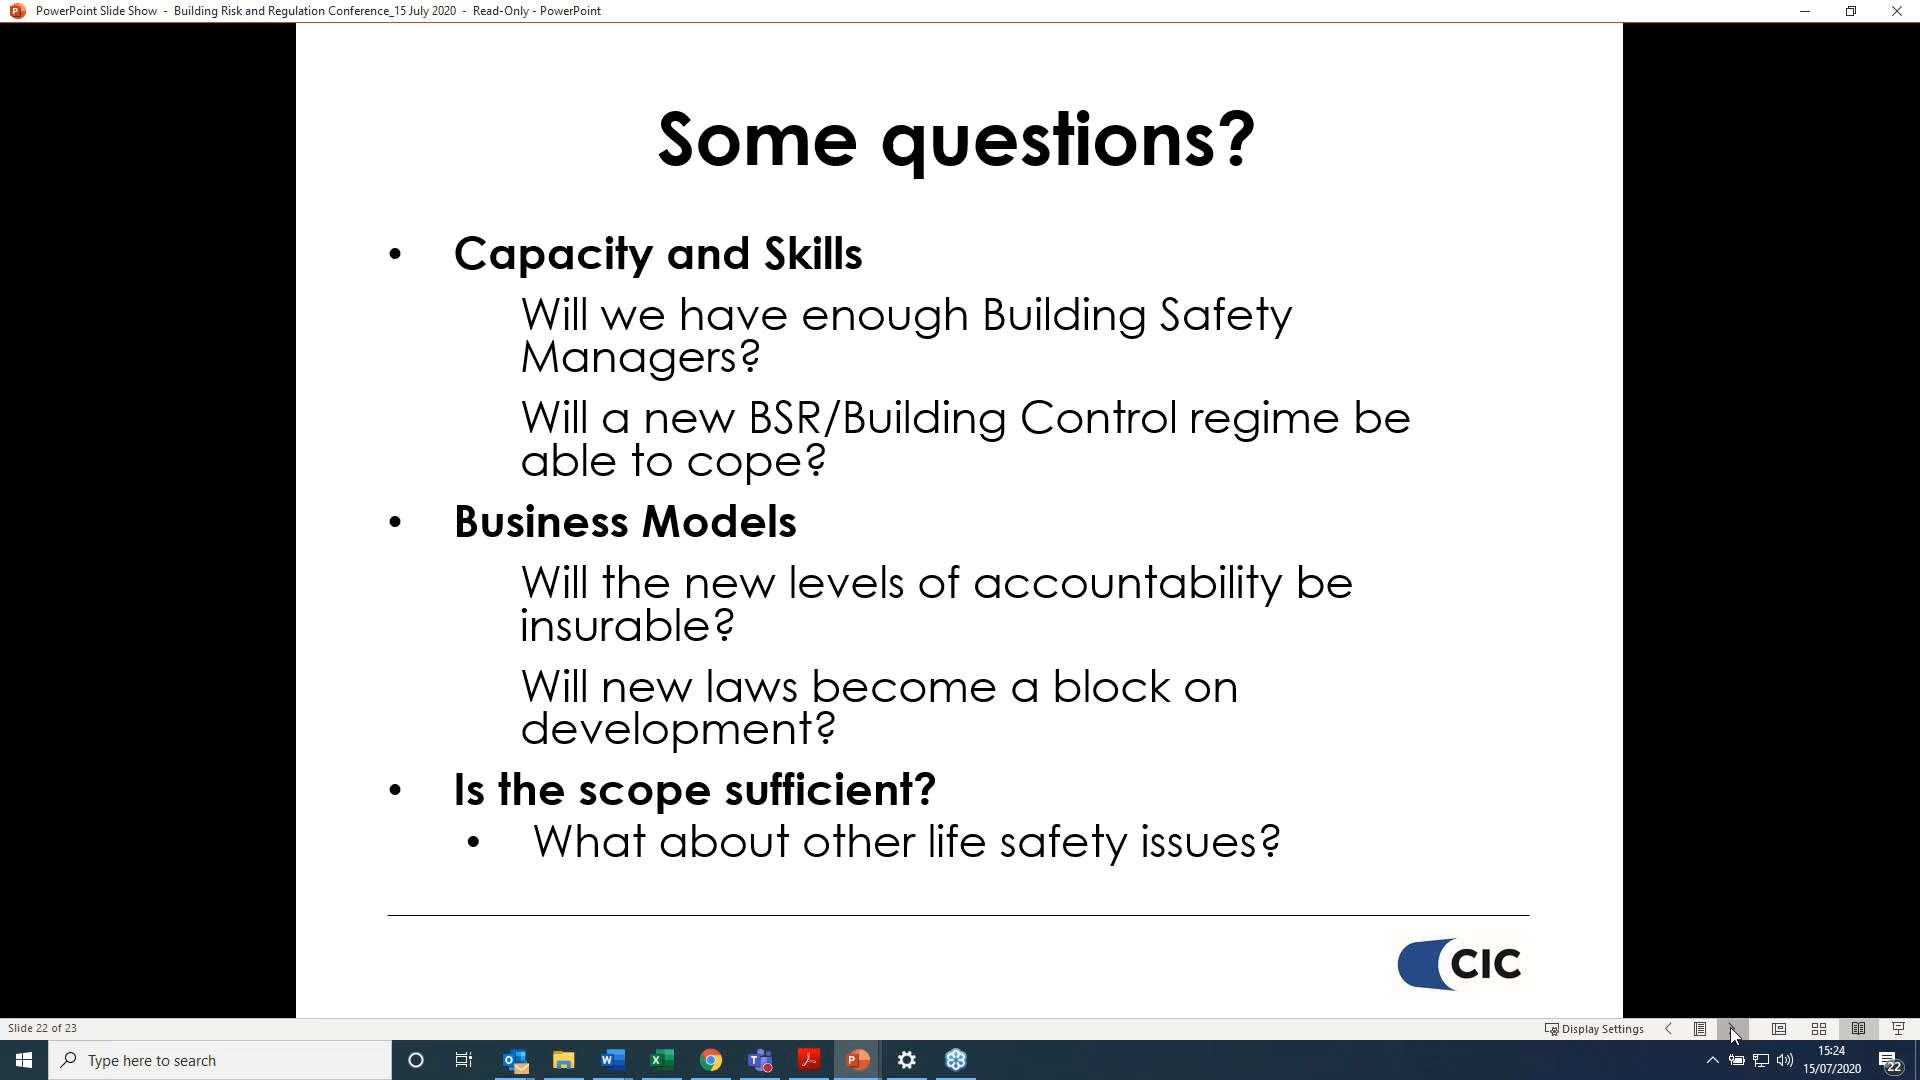 PowerPoint Slide Show - Building Risk and Regulation Conference_15 July 2020 - Read-Only - PowerPoint
Some questions?
• Capacity and Skills
Will we have enough Building Safety
Managers?
Will a new BSR/Building Control regime be
able to cope?
• Business Models
Will the new levels of accountability be
insurable?
Will new laws become a block on
development?
• Is the scope sufficient?
• What about other life safety issues?
CIC
Slide 22 of 23
Display Settings
Type here to search
15:24
15/07/2020
22